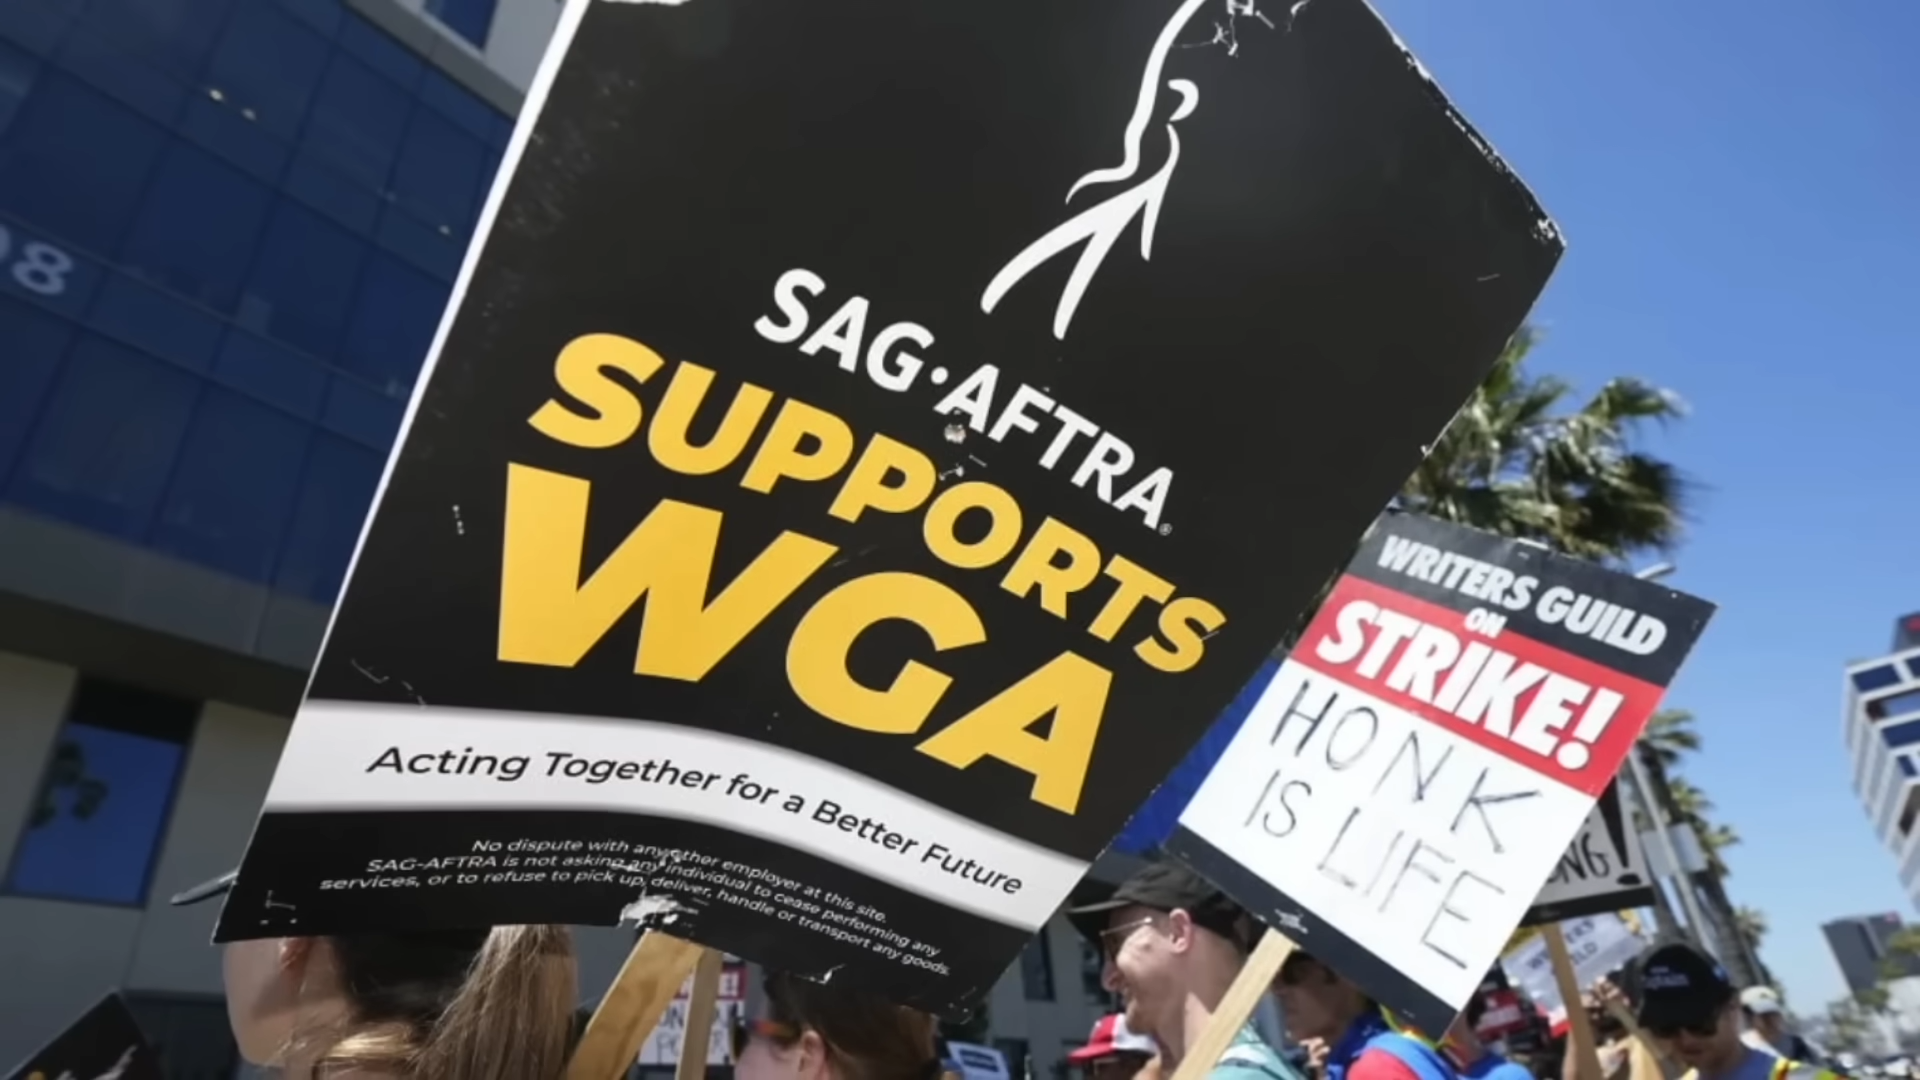 SAG·AFTRA®
SUPPORTS
WGA
Acting Together for a Better Future
No dispute with any other employer at this site.
SAG-AFTRA is not asking any individual to cease performing any
services, or to refuse to pick up, deliver, handle or transport any goods.
WRITERS GUILD
ON
STRIKE!
HONK
IS LIFE
08